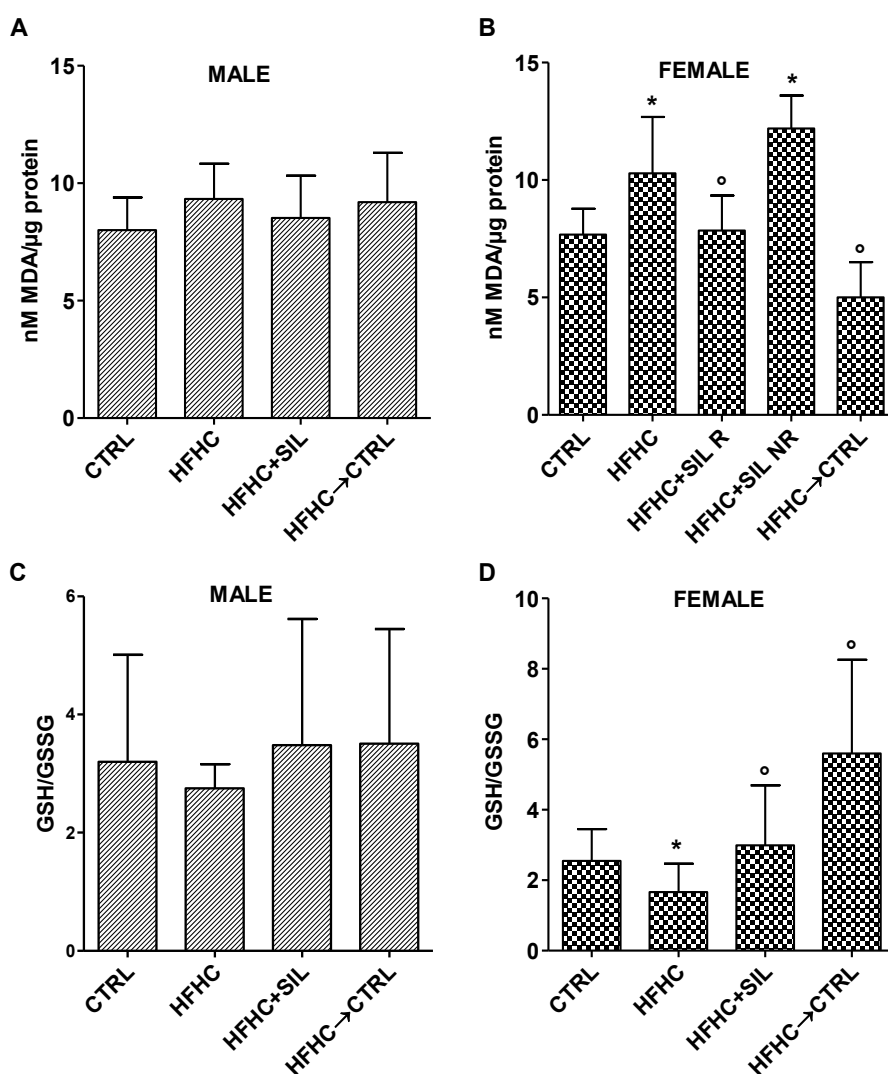 A
MALE
nM MDA/µg protein
15
10
5
0
CTRL
HFHC
HFHC+SIL
HFHC→CTRL
B
FEMALE
nM MDA/µg protein
15
10
5
0
*
°
*
°
CTRL
HFHC
HFHC+SIL R
HFHC+SIL NR
HFHC→CTRL
C
MALE
GSH/GSSG
6
4
2
0
CTRL
HFHC
HFHC+SIL
HFHC→CTRL
D
FEMALE
GSH/GSSG
10
8
6
4
2
0
*
°
°
CTRL
HFHC
HFHC+SIL
HFHC→CTRL